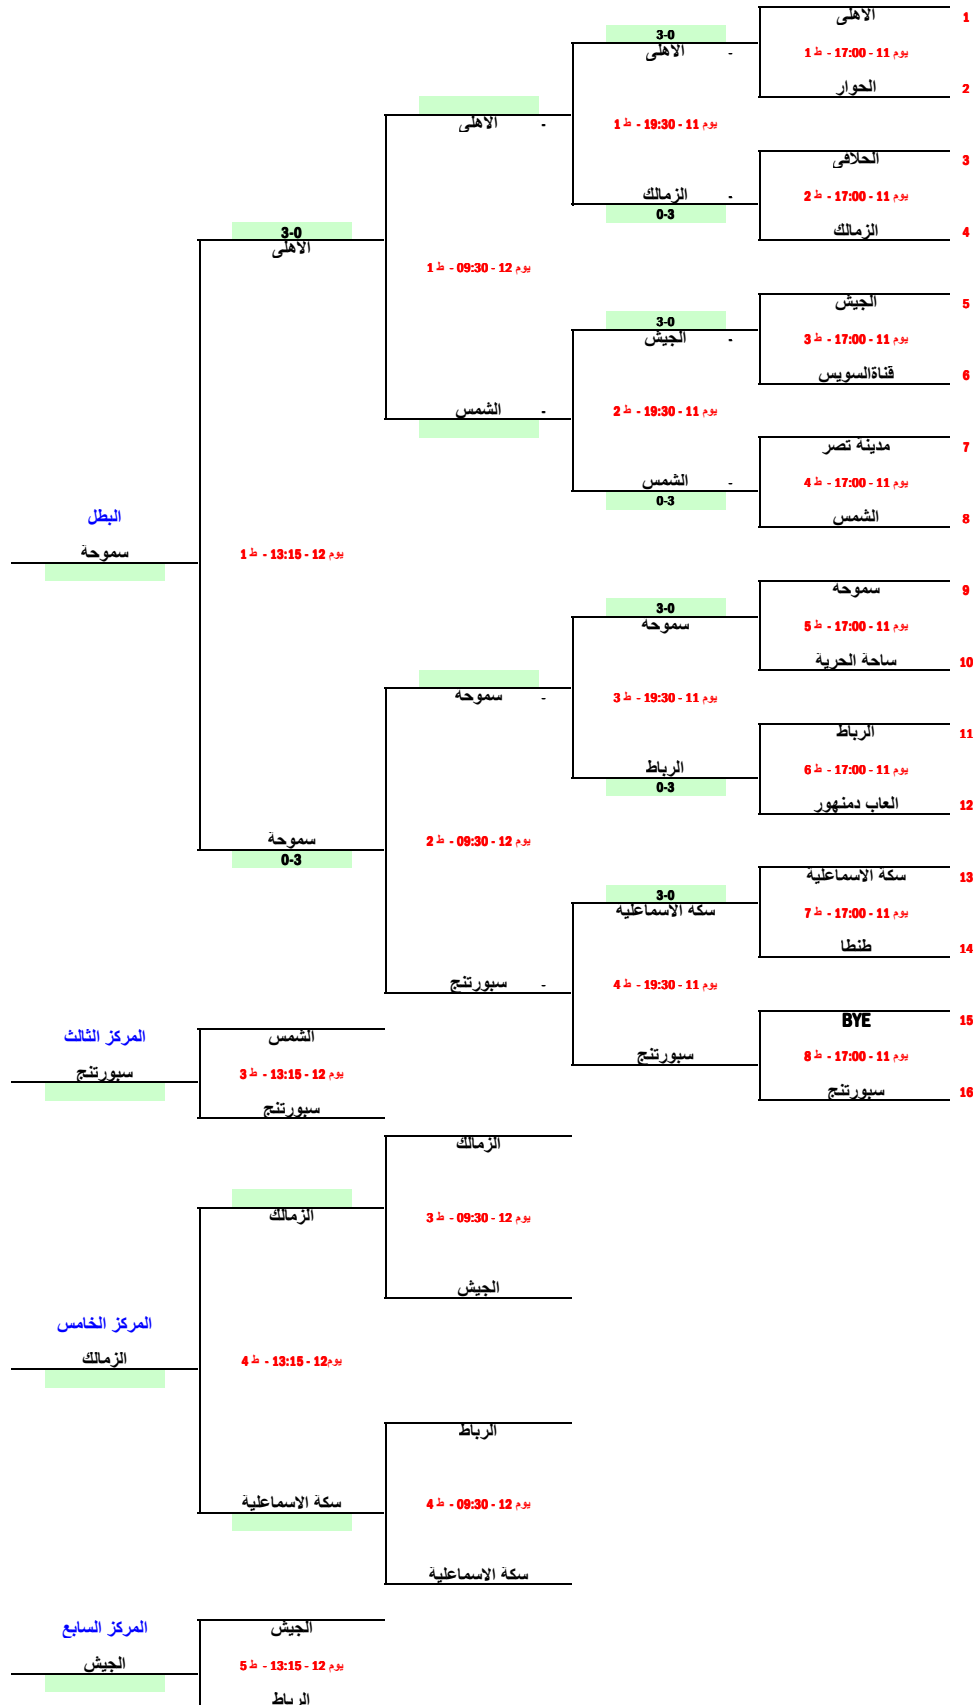 الاهلى 1
3-0
الاهلى -
يوم 11 - 17:00 - ط 1
الحوار 2
الاهلى -
يوم 11 - 19:30 - ط 1
الحلافى 3
الزمالك -
يوم 11 - 17:00 - ط 2
0-3
الزمالك 4
3-0
الاهلى
يوم 12 - 09:30 - ط 1
الجيش 5
3-0
الجيش -
يوم 11 - 17:00 - ط 3
قناةالسويس 6
الشمس -
يوم 11 - 19:30 - ط 2
مدينة تصر 7
الشمس -
يوم 11 - 17:00 - ط 4
0-3
الشمس 8
البطل
سموحة
يوم 12 - 13:15 - ط 1
سموحة 9
3-0
سموحة
يوم 11 - 17:00 - ط 5
ساحة الحرية 10
سموحة -
يوم 11 - 19:30 - ط 3
الرباط 11
الرباط
يوم 11 - 17:00 - ط 6
0-3
العاب دمنهور 12
سموحة
يوم 12 - 09:30 - ط 2
0-3
سكة الاسماعلية 13
3-0
سكة الاسماعلية
يوم 11 - 17:00 - ط 7
طنطا 14
سبورتنج -
يوم 11 - 19:30 - ط 4
BYE 15
المركز الثالث
الشمس
سبورتنج
يوم 11 - 17:00 - ط 8
سبورتنج
يوم 12 - 13:15 - ط 3
سبورتنج 16
سبورتنج
الزمالك
الزمالك
يوم 12 - 09:30 - ط 3
الجيش
المركز الخامس
الزمالك
يوم12 - 13:15 - ط 4
الرباط
سكة الاسماعلية
يوم 12 - 09:30 - ط 4
سكة الاسماعلية
المركز السابع
الجيش
الجيش
يوم 12 - 13:15 - ط 5
الرباط